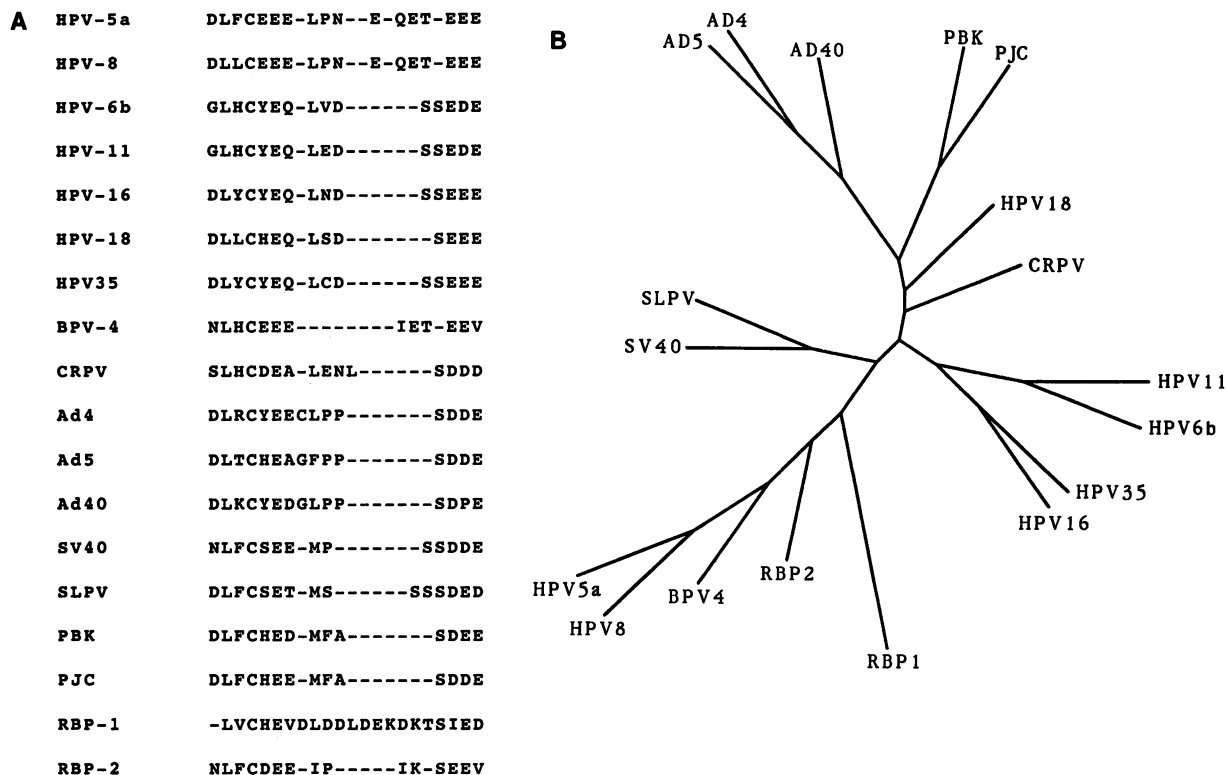 A
HPV-5a DLFCEEE-LPN--E-QET-EEE
HPV-8 DLLCEEE-LPN--E-QET-EEE
HPV-6b GLHCYEQ-LVD------SSEDE
HPV-11 GLHCYEQ-LED------SSEDE
HPV-16 DLYCYEQ-LND------SSEEE
HPV-18 DLLCHEQ-LSD-------SEEE
HPV35 DLYCYEQ-LCD------SSEEE
BPV-4 NLHCEEE--------IET-EEV
CRPV SLHCDEA-LENL------SDDD
Ad4 DLRCYEECLPP-------SDDE
Ad5 DLTCHEAGFPP-------SDDE
Ad40 DLKCYEDGLPP-------SDPE
SV40 NLFCSEE-MP-------SSDDE
SLPV DLFCSET-MS------SSSDED
PBK DLFCHED-MFA-------SDEE
PJC DLFCHEE-MFA-------SDDE
RBP-1 -LVCHEVDLDDLDEKDKTSIED
RBP-2 NLFCDEE-IP-----IK-SEEV
B
AD4
AD5
AD40
PBK
PJC
HPV18
CRPV
SLPV
SV40
HPV11
HPV6b
HPV35
HPV16
RBP2
HPV5a
BPV4
HPV8
RBP1